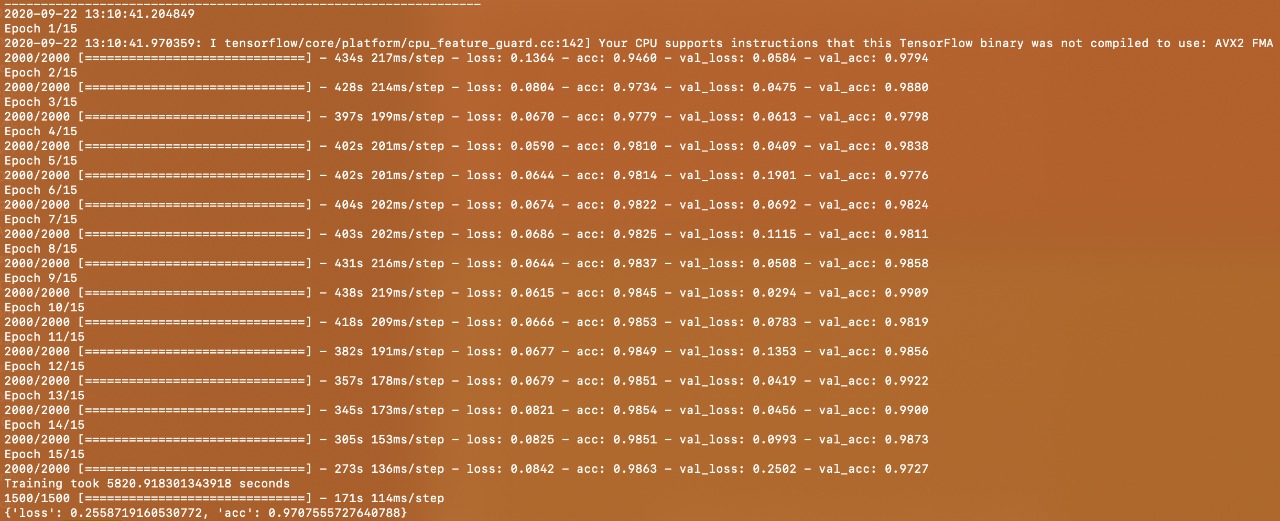 _________________________________________________________________
2020-09-22 13:10:41.204849
Epoch 1/15
2020-09-22 13:10:41.970359: I tensorflow/core/platform/cpu_feature_guard.cc:142] Your CPU supports instructions that this TensorFlow binary was not compiled to use: AVX2 FMA
2000/2000 [==============================] - 434s 217ms/step - loss: 0.1364 - acc: 0.9460 - val_loss: 0.0584 - val_acc: 0.9794
Epoch 2/15
2000/2000 [==============================] - 428s 214ms/step - loss: 0.0804 - acc: 0.9734 - val_loss: 0.0475 - val_acc: 0.9880
Epoch 3/15
2000/2000 [==============================] - 397s 199ms/step - loss: 0.0670 - acc: 0.9779 - val_loss: 0.0613 - val_acc: 0.9798
Epoch 4/15
2000/2000 [==============================] - 402s 201ms/step - loss: 0.0590 - acc: 0.9810 - val_loss: 0.0409 - val_acc: 0.9838
Epoch 5/15
2000/2000 [==============================] - 402s 201ms/step - loss: 0.0644 - acc: 0.9814 - val_loss: 0.1901 - val_acc: 0.9776
Epoch 6/15
2000/2000 [==============================] - 404s 202ms/step - loss: 0.0674 - acc: 0.9822 - val_loss: 0.0692 - val_acc: 0.9824
Epoch 7/15
2000/2000 [==============================] - 403s 202ms/step - loss: 0.0686 - acc: 0.9825 - val_loss: 0.1115 - val_acc: 0.9811
Epoch 8/15
2000/2000 [==============================] - 431s 216ms/step - loss: 0.0644 - acc: 0.9837 - val_loss: 0.0508 - val_acc: 0.9858
Epoch 9/15
2000/2000 [==============================] - 438s 219ms/step - loss: 0.0615 - acc: 0.9845 - val_loss: 0.0294 - val_acc: 0.9909
Epoch 10/15
2000/2000 [==============================] - 418s 209ms/step - loss: 0.0666 - acc: 0.9853 - val_loss: 0.0783 - val_acc: 0.9819
Epoch 11/15
2000/2000 [==============================] - 382s 191ms/step - loss: 0.0677 - acc: 0.9849 - val_loss: 0.1353 - val_acc: 0.9856
Epoch 12/15
2000/2000 [==============================] - 357s 178ms/step - loss: 0.0679 - acc: 0.9851 - val_loss: 0.0419 - val_acc: 0.9922
Epoch 13/15
2000/2000 [==============================] - 345s 173ms/step - loss: 0.0821 - acc: 0.9854 - val_loss: 0.0456 - val_acc: 0.9900
Epoch 14/15
2000/2000 [==============================] - 305s 153ms/step - loss: 0.0825 - acc: 0.9851 - val_loss: 0.0993 - val_acc: 0.9873
Epoch 15/15
2000/2000 [==============================] - 273s 136ms/step - loss: 0.0842 - acc: 0.9863 - val_loss: 0.2502 - val_acc: 0.9727
Training took 5820.918301343918 seconds
1500/1500 [==============================] - 171s 114ms/step
{'loss': 0.2558719160530772, 'acc': 0.9707555727640788}